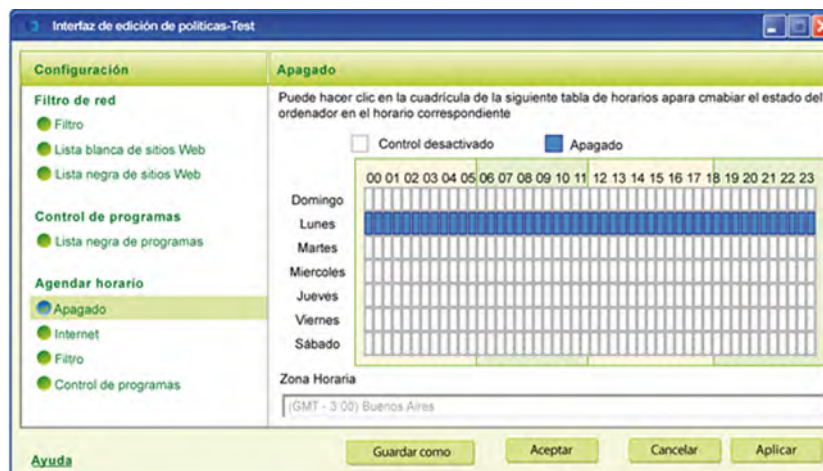 Interfaz de edición de políticas-Test
Configuración
Filtro de red
Filtro
Lista blanca de sitios Web
Lista negra de sitios Web
Control de programas
Lista negra de programas
Agendar horario
Apagado
Internet
Filtro
Control de programas
Ayuda
Apagado
Puede hacer clic en la cuadrícula de la siguiente tabla de horarios apara cmabiar el estado del
ordenador en el horario correspondiente
Control desactivado Apagado
00 01 02 03 04 05 06 07 08 09 10 11 12 13 14 15 16 17 18 19 20 21 22 23
Domingo
Lunes
Martes
Miercoles
Jueves
Viernes
Sábado
Zona Horaria
(GMT - 3:00) Buenos Aires
Guardar como Aceptar Cancelar Aplicar